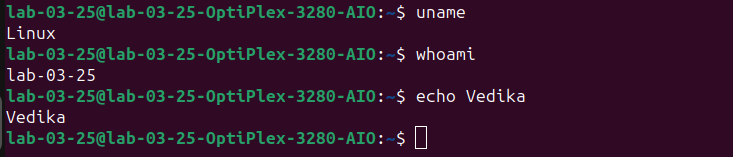 lab-03-25@lab-03-25-OptiPlex-3280-AIO:~$ uname
Linux
lab-03-25@lab-03-25-OptiPlex-3280-AIO:~$ whoami
lab-03-25
lab-03-25@lab-03-25-OptiPlex-3280-AIO:~$ echo Vedika
Vedika
lab-03-25@lab-03-25-OptiPlex-3280-AIO:~$